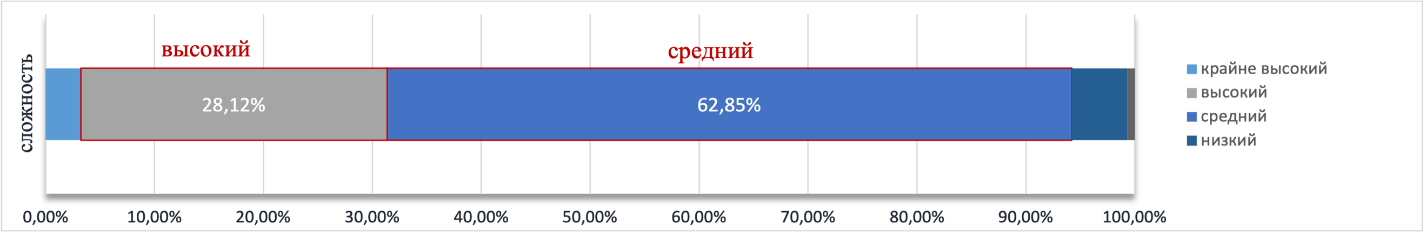 высокий
средний
сложность
28,12%
62,85%
крайне высокий
высокий
средний
низкий
0,00%
10,00%
20,00%
30,00%
40,00%
50,00%
60,00%
70,00%
80,00%
90,00%
100,00%